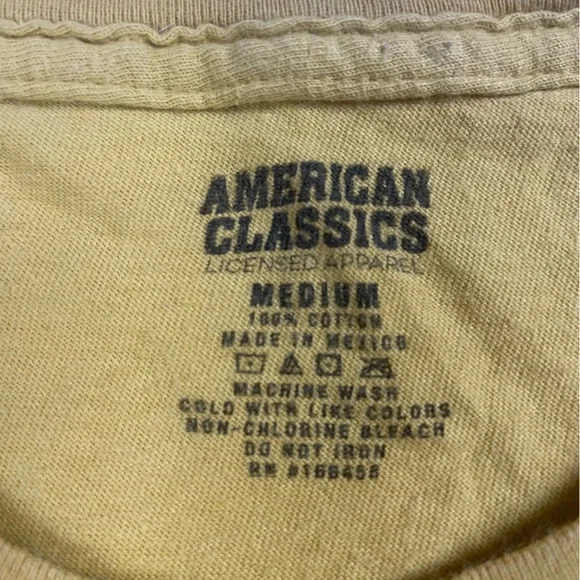 AMERICAN
CLASSICS
LICENSED APPAREL
MEDIUM
100% COTTON
MADE IN MEXICO
MACHINE WASH
COLD WITH LIKE COLORS
NON-CHLORINE BLEACH
DO NOT IRON
RN